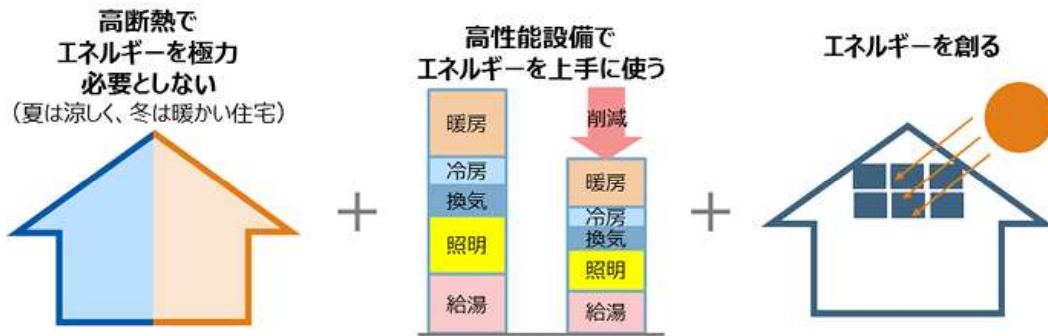 高断熱で
エネルギーを極力
必要としない
（夏は涼しく、冬は暖かい住宅）
高性能設備で
エネルギーを上手に使う
暖房
冷房
換気
照明
給湯
削減
暖房
冷房
換気
照明
給湯
エネルギーを創る